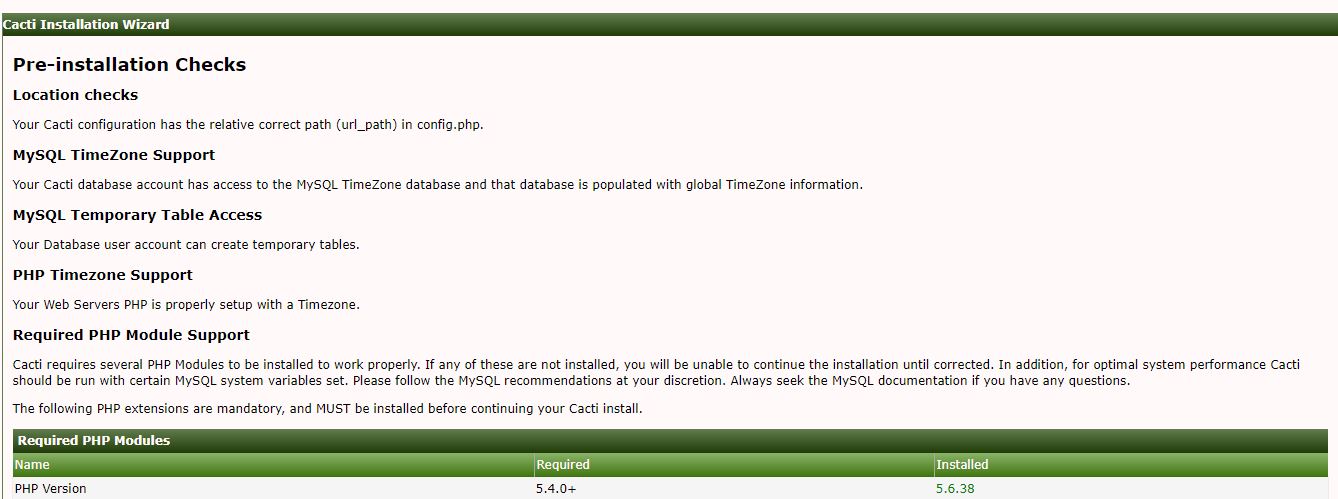 Cacti Installation Wizard
Pre-installation Checks
Location checks
Your Cacti configuration has the relative correct path (url_path) in config.php.
MySQL TimeZone Support
Your Cacti database account has access to the MySQL TimeZone database and that database is populated with global TimeZone information.
MySQL Temporary Table Access
Your Database user account can create temporary tables.
PHP Timezone Support
Your Web Servers PHP is properly setup with a Timezone.
Required PHP Module Support
Cacti requires several PHP Modules to be installed to work properly. If any of these are not installed, you will be unable to continue the installation until corrected. In addition, for optimal system performance Cacti
should be run with certain MySQL system variables set. Please follow the MySQL recommendations at your discretion. Always seek the MySQL documentation if you have any questions.
The following PHP extensions are mandatory, and MUST be installed before continuing your Cacti install.
Required PHP Modules
Name Required Installed
PHP Version 5.4.0+ 5.6.38